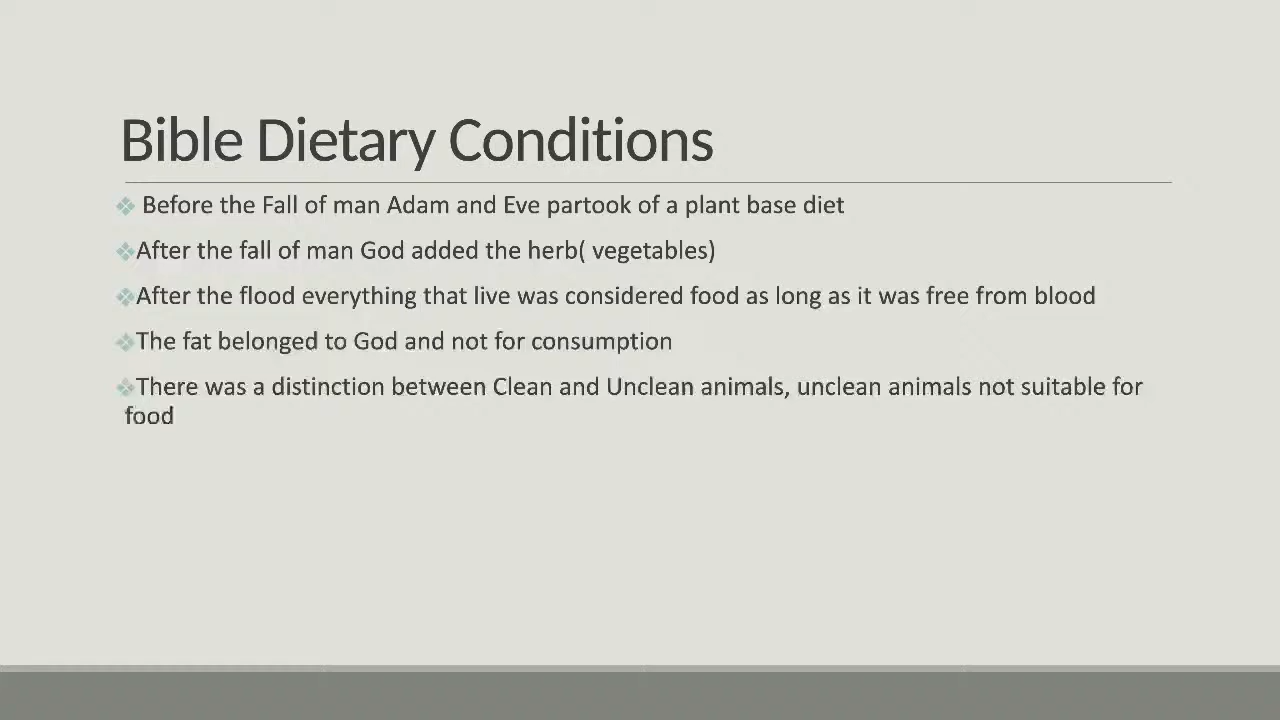 Bible Dietary Conditions
Before the Fall of man Adam and Eve partook of a plant base diet
After the fall of man God added the herb( vegetables)
After the flood everything that live was considered food as long as it was free from blood
The fat belonged to God and not for consumption
There was a distinction between Clean and Unclean animals, unclean animals not suitable for
food